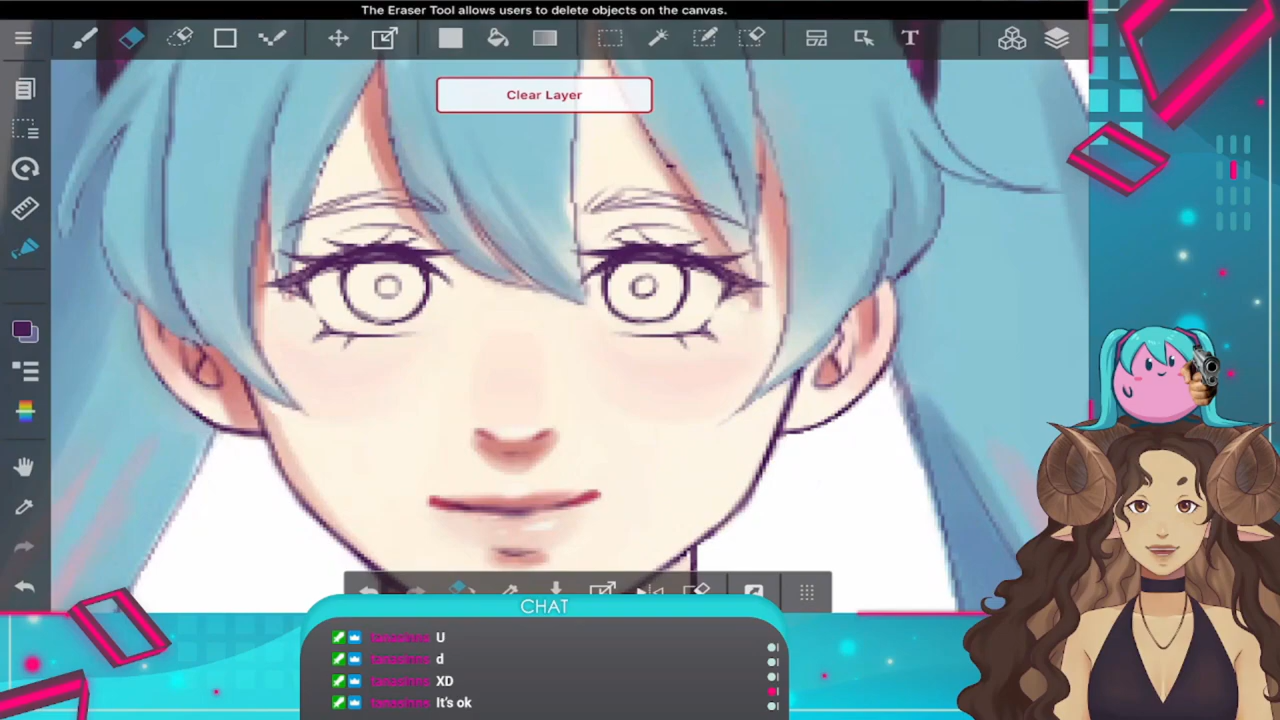 The Eraser Tool allows users to delete objects on the canvas.
T
Clear Layer
CHAT
U
d
XD
It's ok